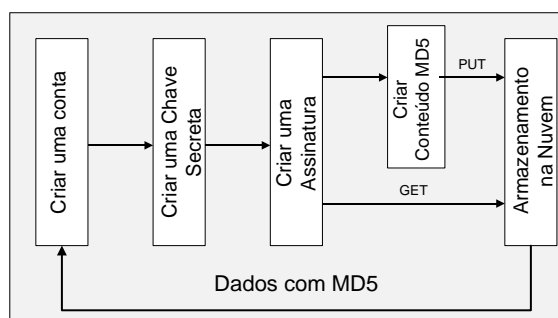 Criar uma conta
Criar uma Chave
Secreta
Criar uma
Assinatura
Criar
Conteúdo MD5
PUT
GET
Armazenamento
na Nuvem
Dados com MD5